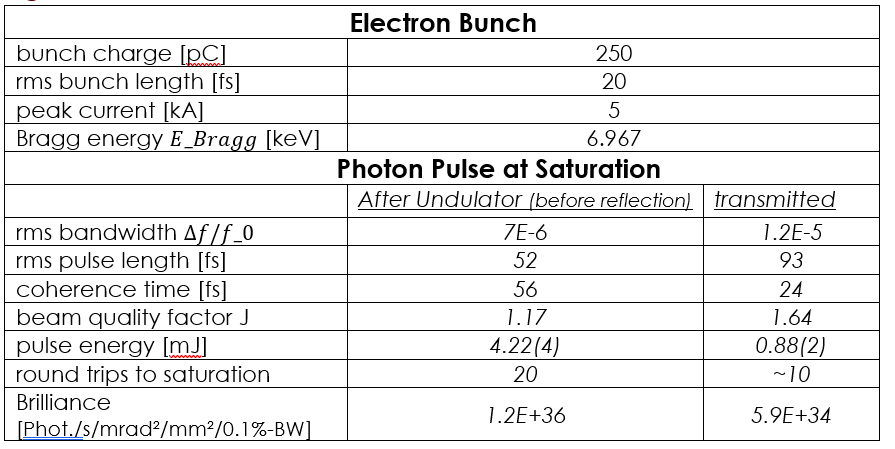 Electron Bunch
bunch charge [pC] 250
rms bunch length [fs] 20
peak current [kA] 5
Bragg energy E_Bragg [keV] 6.967
Photon Pulse at Saturation
After Undulator (before reflection) transmitted
rms bandwidth Δf/f_0 7E-6 1.2E-5
rms pulse length [fs] 52 93
coherence time [fs] 56 24
beam quality factor J 1.17 1.64
pulse energy [mJ] 4.22(4) 0.88(2)
round trips to saturation 20 ~10
Brilliance
[Phot./s/mrad²/mm²/0.1%-BW] 1.2E+36 5.9E+34